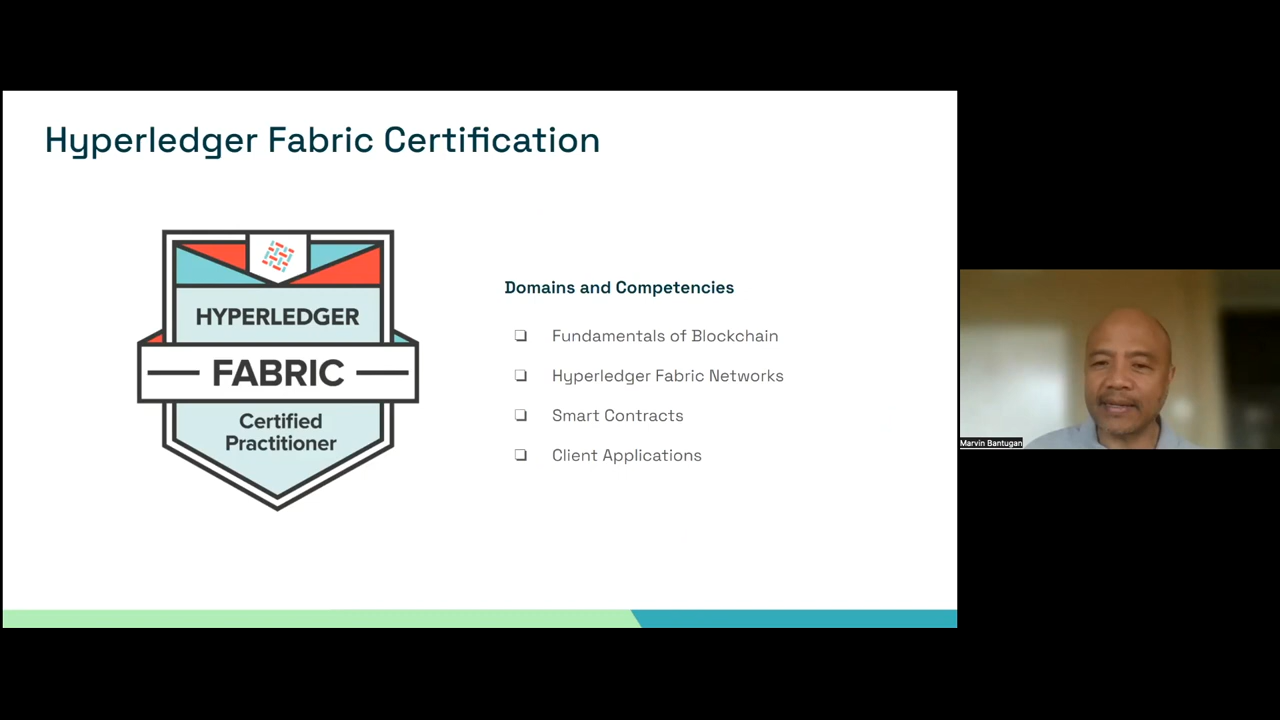 Hyperledger Fabric Certification
HYPERLEDGER
FABRIC
Certified
Practitioner
Domains and Competencies
❏ Fundamentals of Blockchain
❏ Hyperledger Fabric Networks
❏ Smart Contracts
❏ Client Applications
Marvin Bantugan